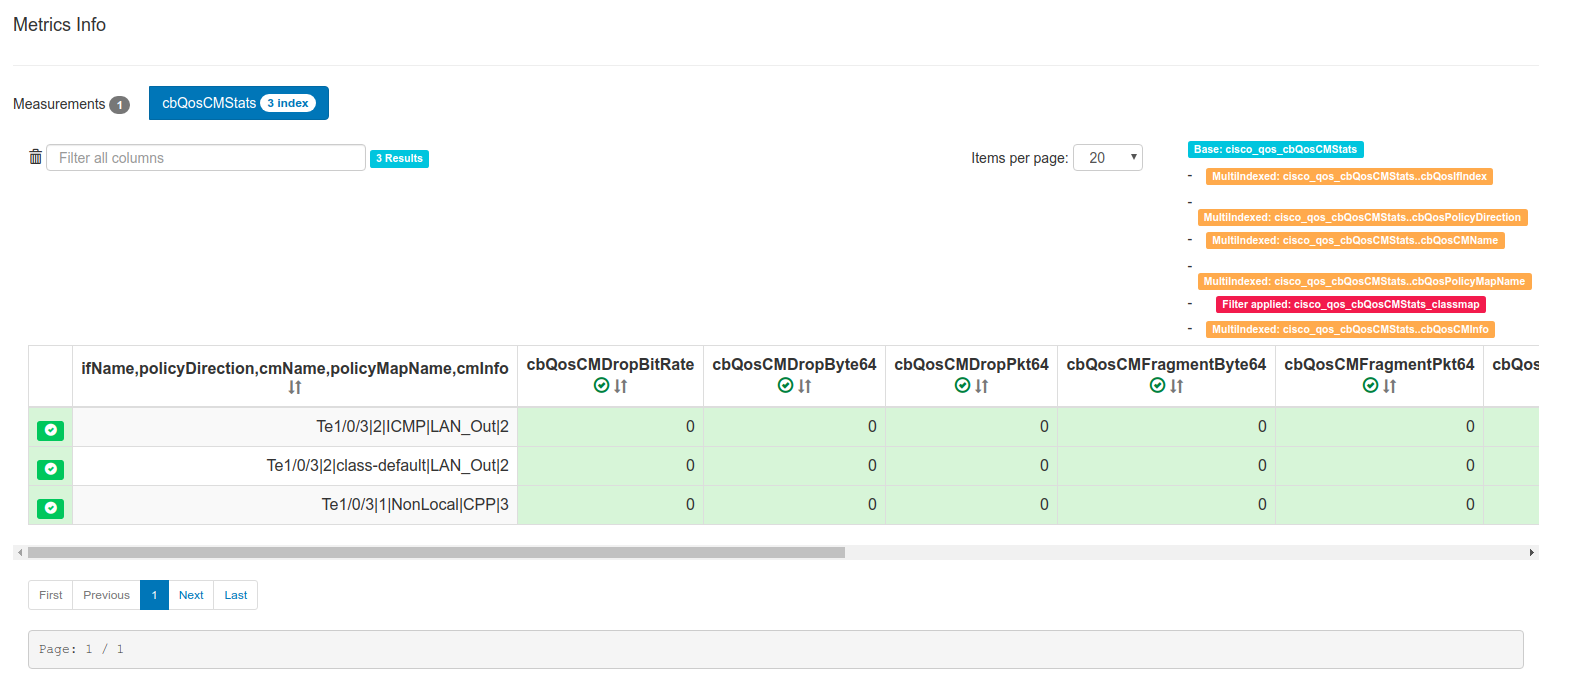 Metrics Info
Measurements 1 cbQosCMStats 3 index
Filter all columns 3 Results Items per page: 20
Base: cisco_qos_cbQosCMStats
- MultiIndexed: cisco_qos_cbQosCMStats..cbQosIfIndex
-
MultiIndexed: cisco_qos_cbQosCMStats..cbQosPolicyDirection
- MultiIndexed: cisco_qos_cbQosCMStats..cbQosCMName
-
MultiIndexed: cisco_qos_cbQosCMStats..cbQosPolicyMapName
- Filter applied: cisco_qos_cbQosCMStats_classmap
- MultiIndexed: cisco_qos_cbQosCMStats..cbQosCMInfo
ifName,policyDirection,cmName,policyMapName,cmInfo cbQosCMDropBitRate cbQosCMDropByte64 cbQosCMDropPkt64 cbQosCMFragmentByte64 cbQosCMFragmentPkt64 cbQos
Te1/0/3|2|ICMP|LAN_Out|2 0 0 0 0 0
Te1/0/3|2|class-default|LAN_Out|2 0 0 0 0 0
Te1/0/3|1|NonLocal|CPP|3 0 0 0 0 0
First Previous 1 Next Last
Page: 1 / 1